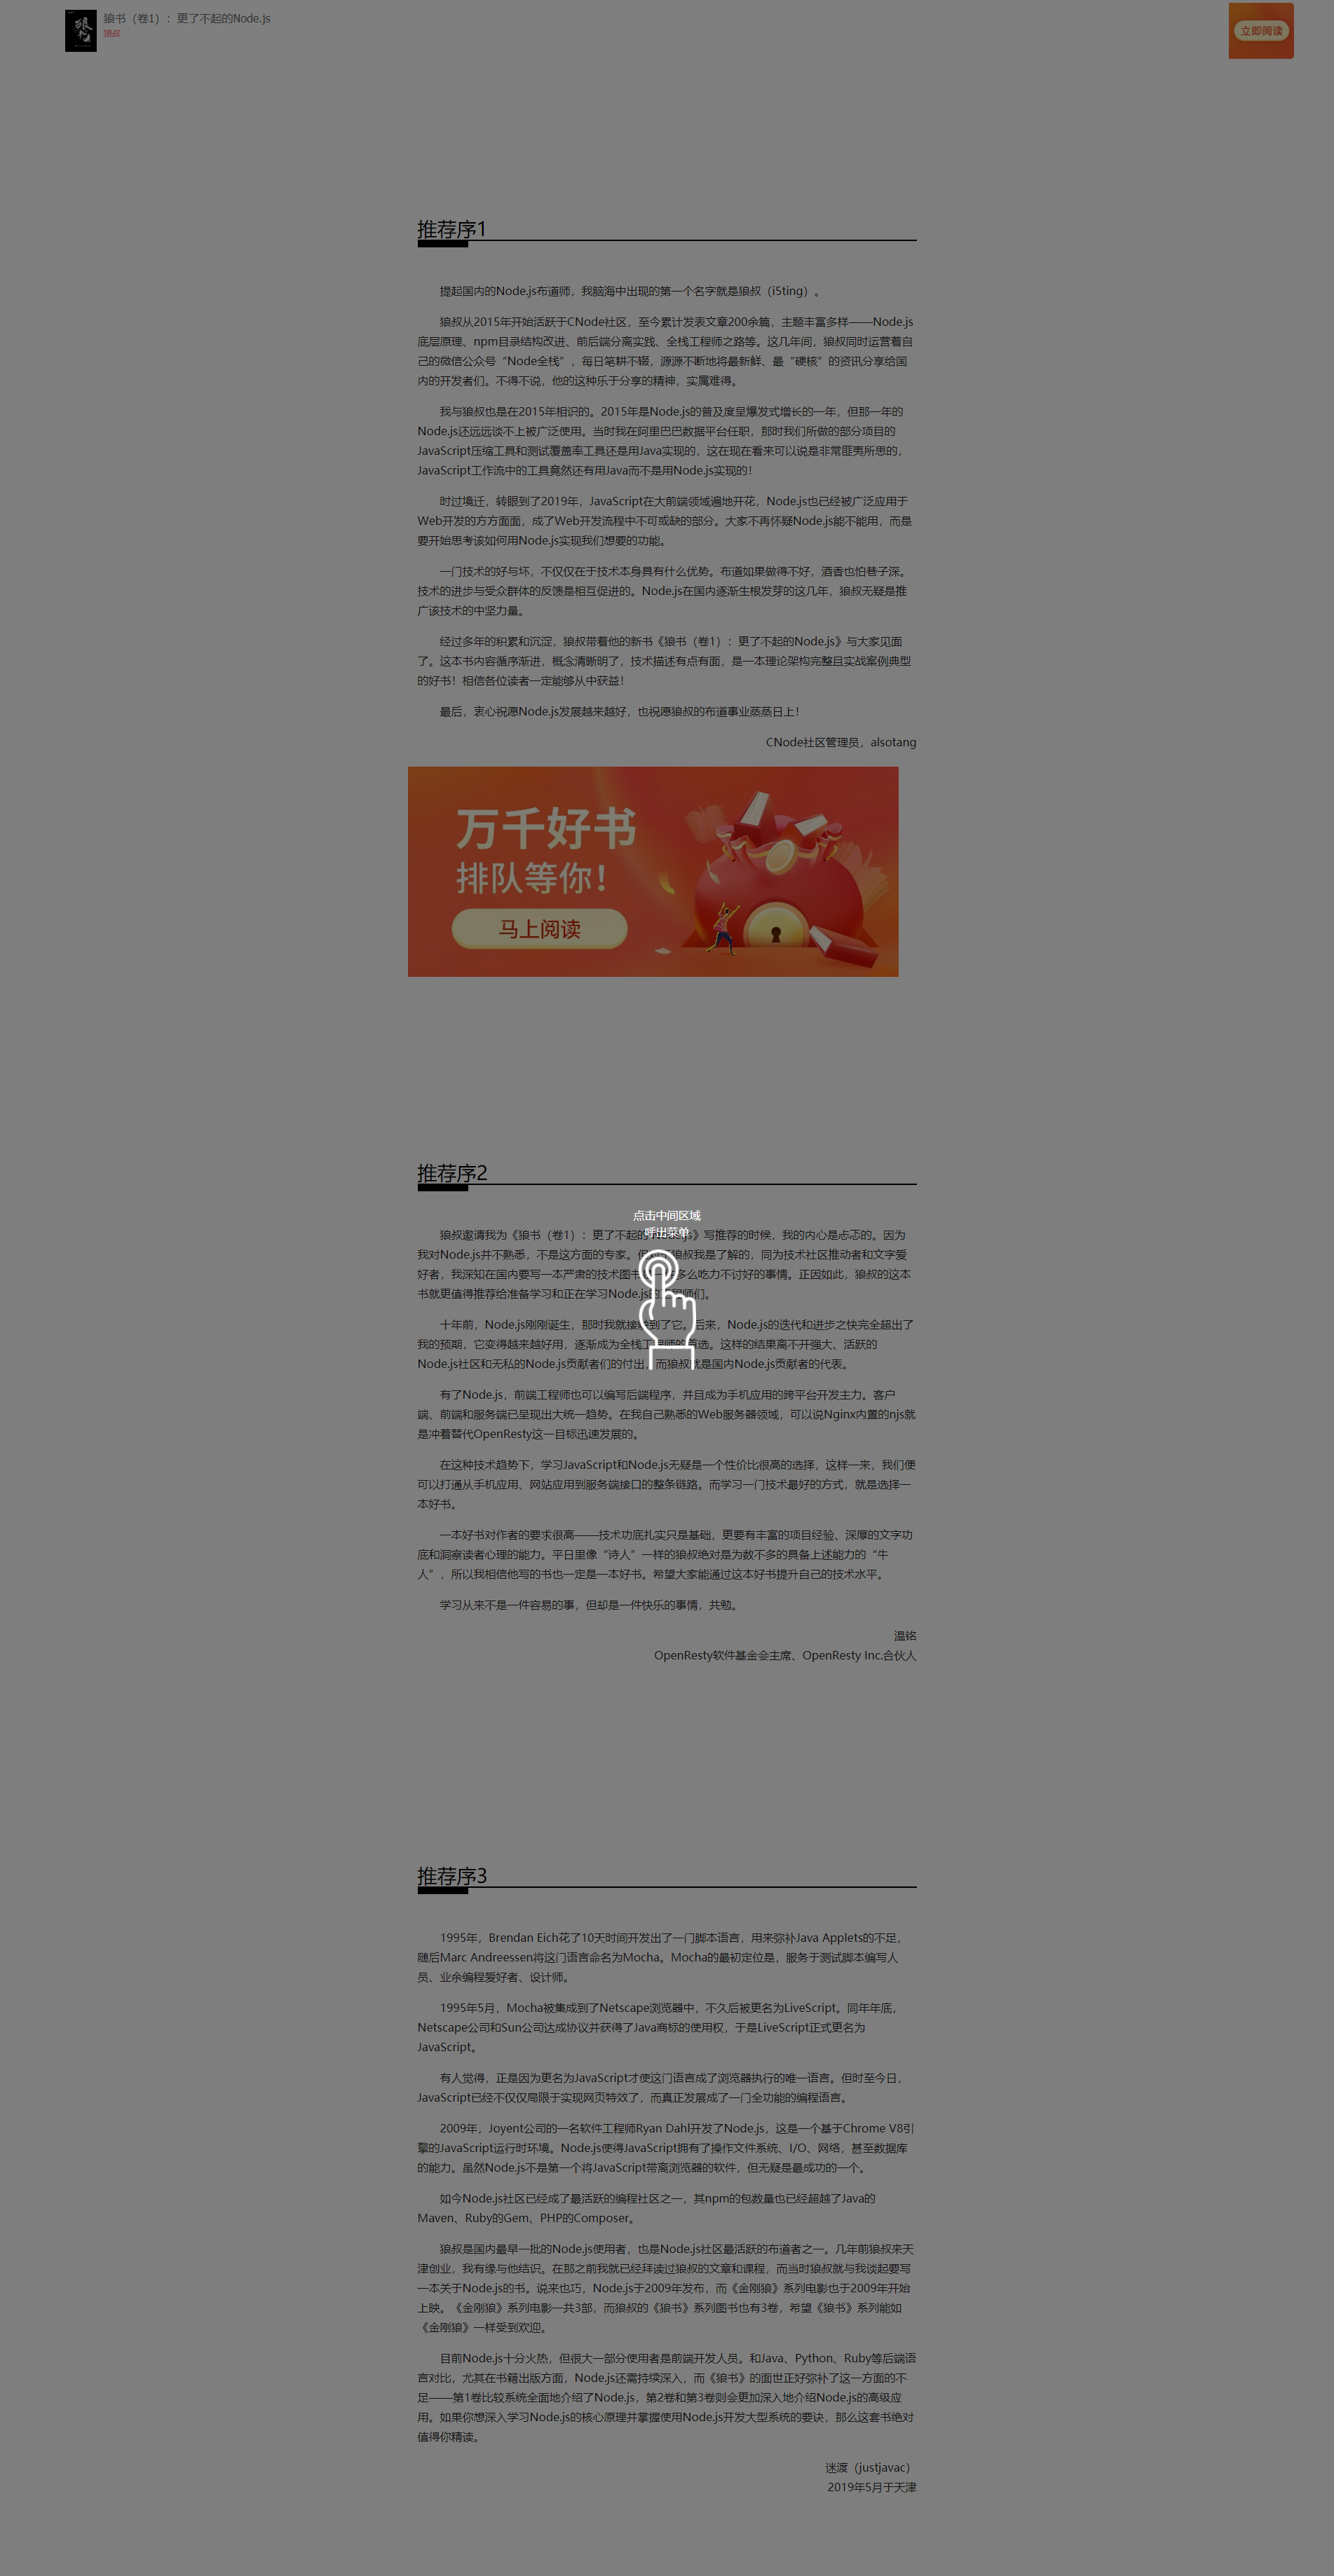 狼书（卷1）：更了不起的Node.js
狼叔
立即阅读
推荐序1
提起国内的Node.js布道师，我脑海中出现的第一个名字就是狼叔（i5ting）。
狼叔从2015年开始活跃于CNode社区，至今累计发表文章200余篇，主题丰富多样——Node.js
底层原理、npm目录结构改进、前后端分离实践、全栈工程师之路等。这几年间，狼叔同时运营着自
己的微信公众号“Node全栈”，每日笔耕不辍，源源不断地将最新鲜、最“硬核”的资讯分享给国
内的开发者们。不得不说，他的这种乐于分享的精神，实属难得。
我与狼叔也是在2015年相识的。2015年是Node.js的普及度呈爆发式增长的一年，但那一年的
Node.js还远远谈不上被广泛使用。当时我在阿里巴巴数据平台任职，那时我们所做的部分项目的
JavaScript压缩工具和测试覆盖率工具还是用Java实现的，这在现在看来可以说是非常匪夷所思的，
JavaScript工作流中的工具竟然还有用Java而不是用Node.js实现的！
时过境迁，转眼到了2019年，JavaScript在大前端领域遍地开花，Node.js也已经被广泛应用于
Web开发的方方面面，成了Web开发流程中不可或缺的部分。大家不再怀疑Node.js能不能用，而是
要开始思考该如何用Node.js实现我们想要的功能。
一门技术的好与坏，不仅仅在于技术本身具有什么优势。布道如果做得不好，酒香也怕巷子深。
技术的进步与受众群体的反馈是相互促进的。Node.js在国内逐渐生根发芽的这几年，狼叔无疑是推
广该技术的中坚力量。
经过多年的积累和沉淀，狼叔带着他的新书《狼书（卷1）：更了不起的Node.js》与大家见面
了。这本书内容循序渐进，概念清晰明了，技术描述有点有面，是一本理论架构完整且实战案例典型
的好书！相信各位读者一定能够从中获益！
最后，衷心祝愿Node.js发展越来越好，也祝愿狼叔的布道事业蒸蒸日上！
CNode社区管理员，alsotang
万千好书
排队等你！
马上阅读
推荐序2
点击中间区域
呼出菜单
狼叔邀请我为《狼书（卷1）：更了不起的Node.js》写推荐的时候，我的内心是忐忑的。因为
我对Node.js并不熟悉，不是这方面的专家。但 狼叔我是了解的，同为技术社区推动者和文字爱
好者，我深知在国内要写一本严肃的技术图书 多么吃力不讨好的事情。正因如此，狼叔的这本
书就更值得推荐给准备学习和正在学习Node.js的工程师们。
十年前，Node.js刚刚诞生，那时我就接触到了它。后来，Node.js的迭代和进步之快完全超出了
我的预期，它变得越来越好用，逐渐成为全栈工程师的首选。这样的结果离不开强大、活跃的
Node.js社区和无私的Node.js贡献者们的付出，而狼叔就是国内Node.js贡献者的代表。
有了Node.js，前端工程师也可以编写后端程序，并且成为手机应用的跨平台开发主力。客户
端、前端和服务端已呈现出大统一趋势。在我自己熟悉的Web服务器领域，可以说Nginx内置的njs就
是冲着替代OpenResty这一目标迅速发展的。
在这种技术趋势下，学习JavaScript和Node.js无疑是一个性价比很高的选择，这样一来，我们便
可以打通从手机应用、网站应用到服务端接口的整条链路。而学习一门技术最好的方式，就是选择一
本好书。
一本好书对作者的要求很高——技术功底扎实只是基础，更要有丰富的项目经验、深厚的文字功
底和洞察读者心理的能力。平日里像“诗人”一样的狼叔绝对是为数不多的具备上述能力的“牛
人”，所以我相信他写的书也一定是一本好书。希望大家能通过这本好书提升自己的技术水平。
学习从来不是一件容易的事，但却是一件快乐的事情，共勉。
温铭
OpenResty软件基金会主席、OpenResty Inc.合伙人
推荐序3
1995年，Brendan Eich花了10天时间开发出了一门脚本语言，用来弥补Java Applets的不足，
随后Marc Andreessen将这门语言命名为Mocha。Mocha的最初定位是，服务于测试脚本编写人
员、业余编程爱好者、设计师。
1995年5月，Mocha被集成到了Netscape浏览器中，不久后被更名为LiveScript。同年年底，
Netscape公司和Sun公司达成协议并获得了Java商标的使用权，于是LiveScript正式更名为
JavaScript。
有人觉得，正是因为更名为JavaScript才使这门语言成了浏览器执行的唯一语言。但时至今日，
JavaScript已经不仅仅局限于实现网页特效了，而真正发展成了一门全功能的编程语言。
2009年，Joyent公司的一名软件工程师Ryan Dahl开发了Node.js，这是一个基于Chrome V8引
擎的JavaScript运行时环境。Node.js使得JavaScript拥有了操作文件系统、I/O、网络，甚至数据库
的能力。虽然Node.js不是第一个将JavaScript带离浏览器的软件，但无疑是最成功的一个。
如今Node.js社区已经成了最活跃的编程社区之一，其npm的包数量也已经超越了Java的
Maven、Ruby的Gem、PHP的Composer。
狼叔是国内最早一批的Node.js使用者，也是Node.js社区最活跃的布道者之一。几年前狼叔来天
津创业，我有缘与他结识。在那之前我就已经拜读过狼叔的文章和课程，而当时狼叔就与我谈起要写
一本关于Node.js的书。说来也巧，Node.js于2009年发布，而《金刚狼》系列电影也于2009年开始
上映。《金刚狼》系列电影一共3部，而狼叔的《狼书》系列图书也有3卷，希望《狼书》系列能如
《金刚狼》一样受到欢迎。
目前Node.js十分火热，但很大一部分使用者是前端开发人员。和Java、Python、Ruby等后端语
言对比，尤其在书籍出版方面，Node.js还需持续深入，而《狼书》的面世正好弥补了这一方面的不
足——第1卷比较系统全面地介绍了Node.js，第2卷和第3卷则会更加深入地介绍Node.js的高级应
用。如果你想深入学习Node.js的核心原理并掌握使用Node.js开发大型系统的要诀，那么这套书绝对
值得你精读。
迷渡（justjavac）
2019年5月于天津